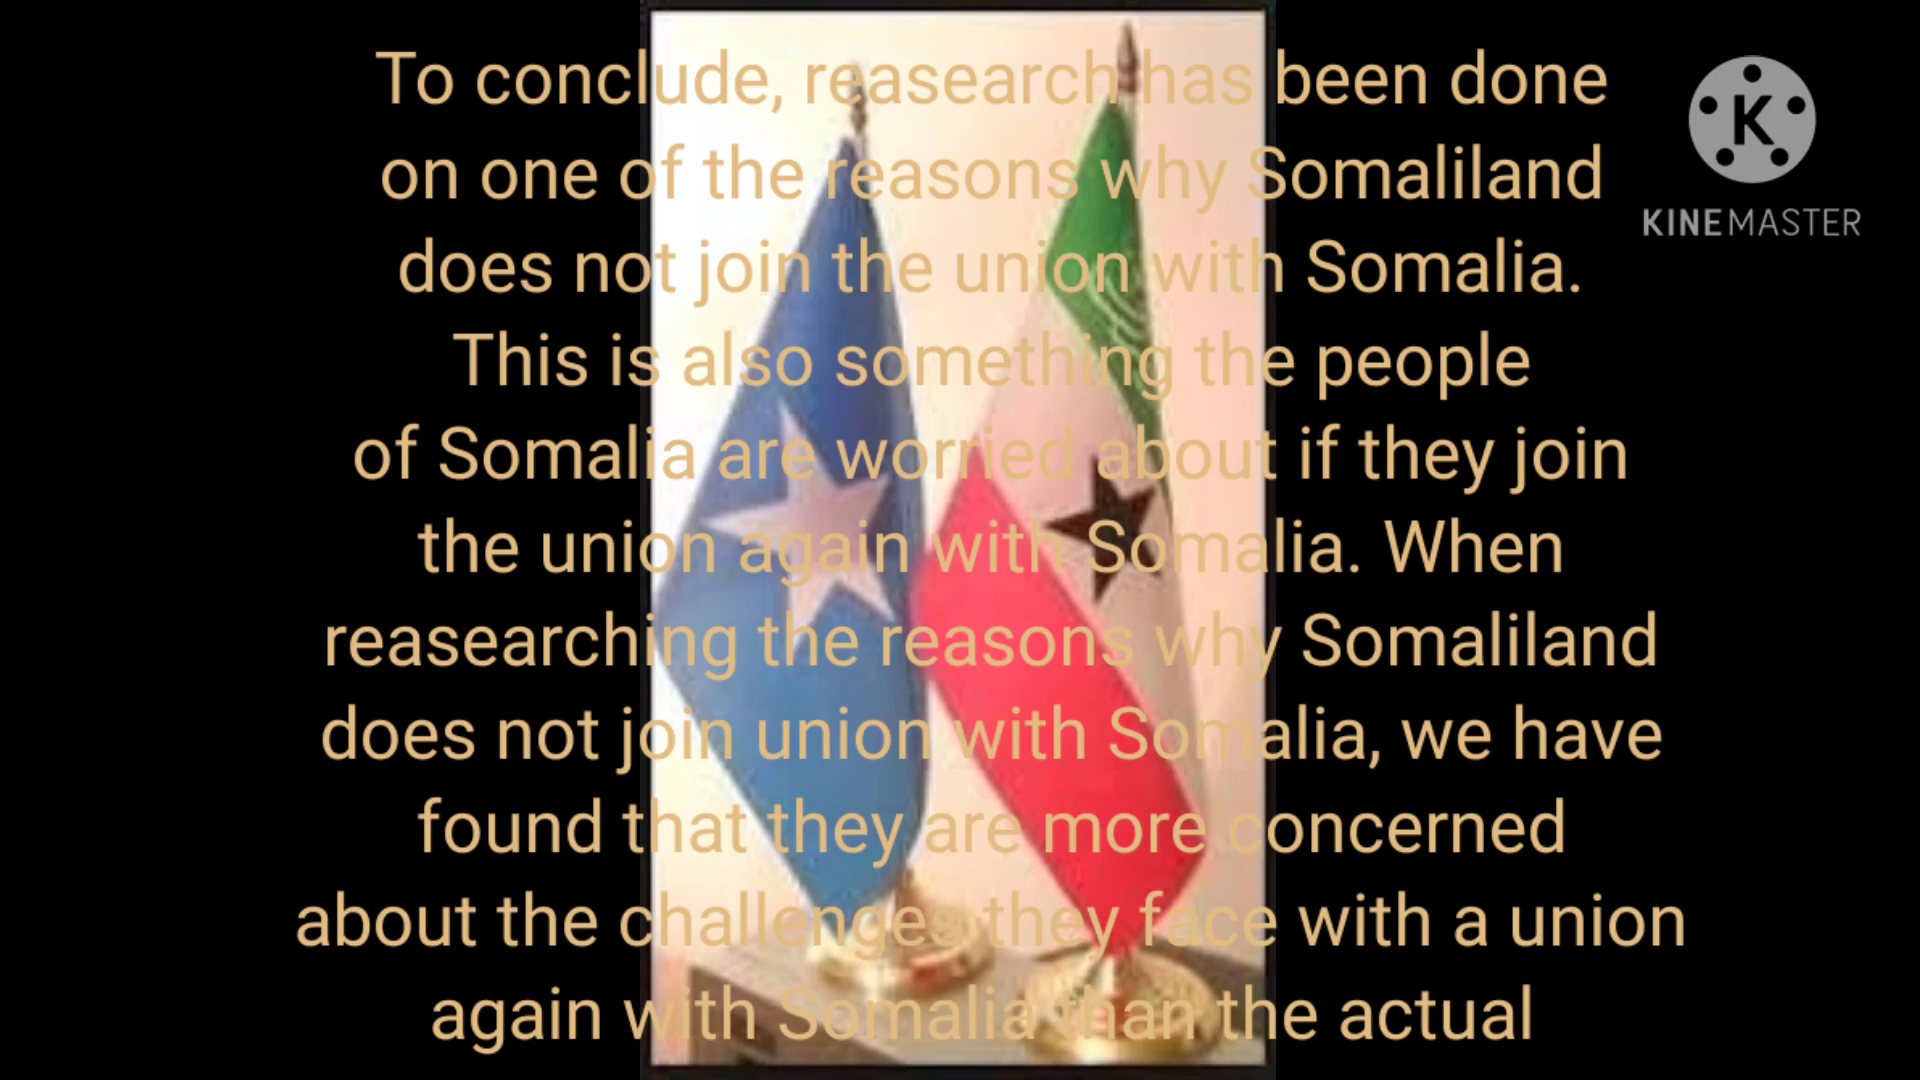 To conclude, reasearch has been done
on one of the reasons why Somaliland
does not join the union with Somalia.
This is also something the people
of Somalia are worried about if they join
the union again with Somalia. When
reasearching the reasons why Somaliland
does not join union with Somalia, we have
found that they are more concerned
about the challenges they face with a union
again with Somalia than the actual
K
KINEMASTER